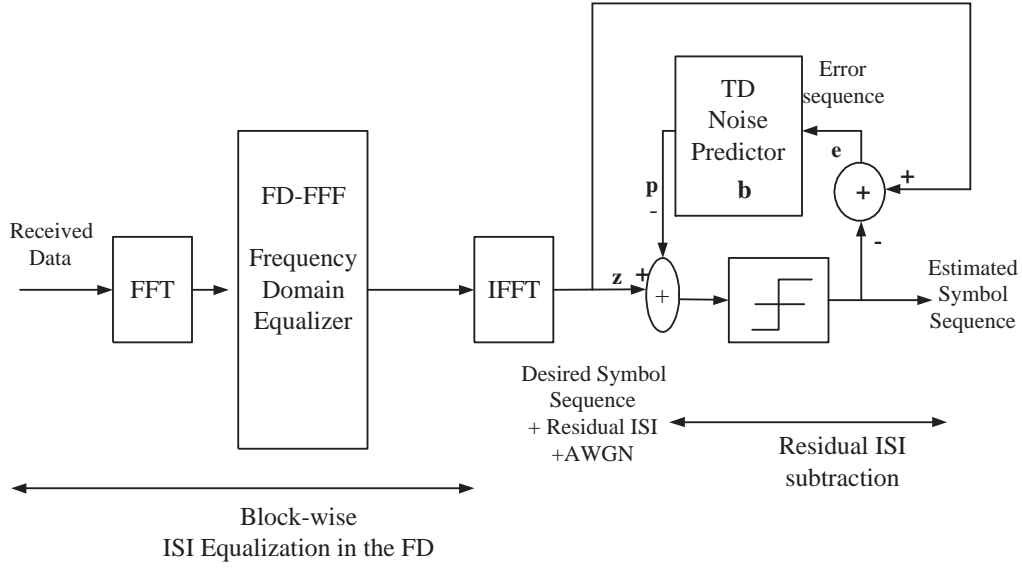 Received
Data
FFT
FD-FFF
Frequency
Domain
Equalizer
IFFT
z
+
+
p
-
TD
Noise
Predictor
b
Error
sequence
e
+
+
-
Estimated
Symbol
Sequence
Desired Symbol
Sequence
+ Residual ISI
+AWGN
Residual ISI
subtraction
Block-wise
ISI Equalization in the FD